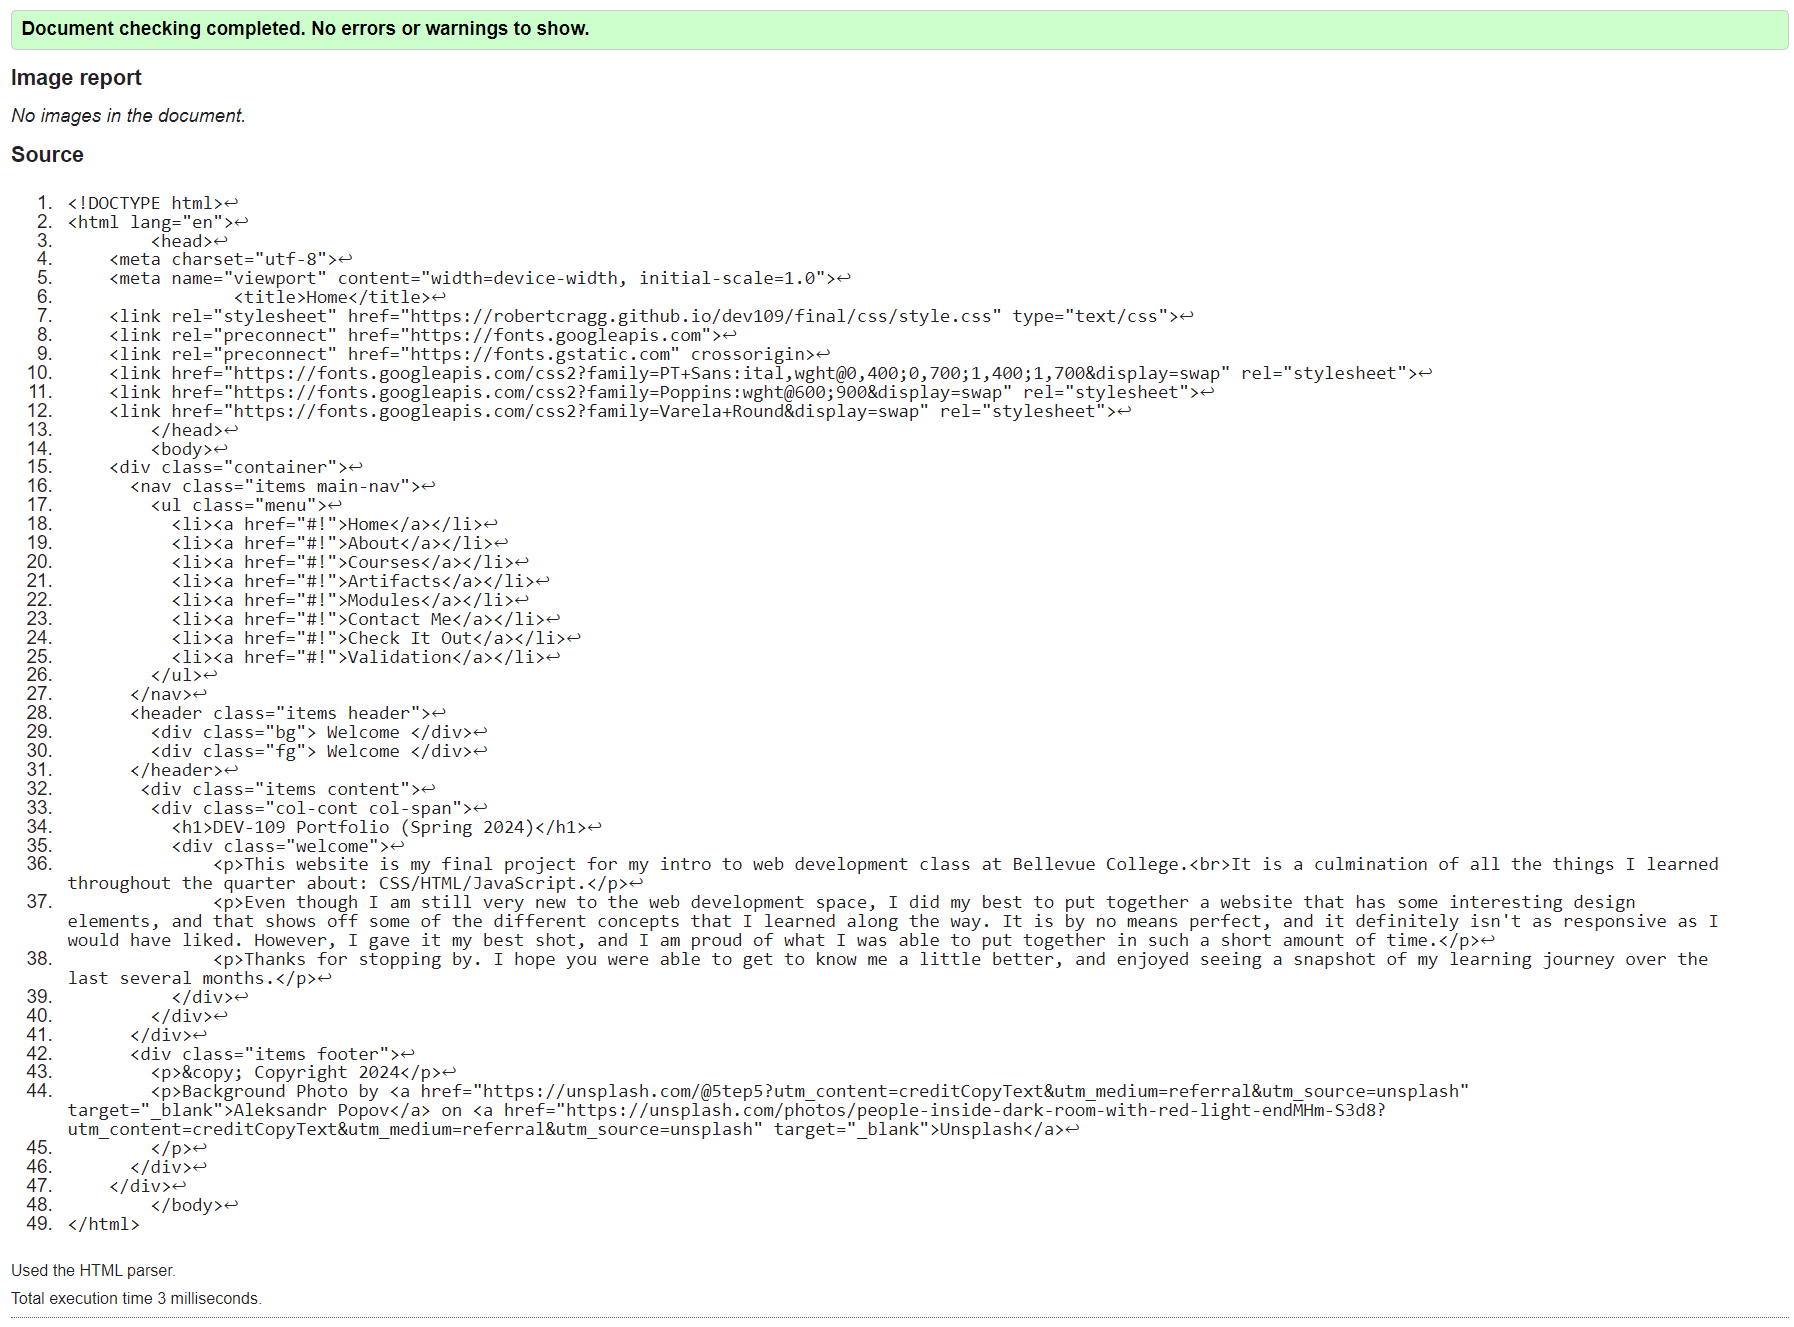 Document checking completed. No errors or warnings to show.
Image report
No images in the document.
Source
1. <!DOCTYPE html>↩
2. <html lang="en">↩
3. <head>↩
4. <meta charset="utf-8">↩
5. <meta name="viewport" content="width=device-width, initial-scale=1.0">↩
6. <title>Home</title>↩
7. <link rel="stylesheet" href="https://robertcragg.github.io/dev109/final/css/style.css" type="text/css">↩
8. <link rel="preconnect" href="https://fonts.googleapis.com">↩
9. <link rel="preconnect" href="https://fonts.gstatic.com" crossorigin>↩
10. <link href="https://fonts.googleapis.com/css2?family=PT+Sans:ital,wght@0,400;0,700;1,400;1,700&display=swap" rel="stylesheet">↩
11. <link href="https://fonts.googleapis.com/css2?family=Poppins:wght@600;900&display=swap" rel="stylesheet">↩
12. <link href="https://fonts.googleapis.com/css2?family=Varela+Round&display=swap" rel="stylesheet">↩
13. </head>↩
14. <body>↩
15. <div class="container">↩
16. <nav class="items main-nav">↩
17. <ul class="menu">↩
18. <li><a href="#!">Home</a></li>↩
19. <li><a href="#!">About</a></li>↩
20. <li><a href="#!">Courses</a></li>↩
21. <li><a href="#!">Artifacts</a></li>↩
22. <li><a href="#!">Modules</a></li>↩
23. <li><a href="#!">Contact Me</a></li>↩
24. <li><a href="#!">Check It Out</a></li>↩
25. <li><a href="#!">Validation</a></li>↩
26. </ul>↩
27. </nav>↩
28. <header class="items header">↩
29. <div class="bg"> Welcome </div>↩
30. <div class="fg"> Welcome </div>↩
31. </header>↩
32. <div class="items content">↩
33. <div class="col-cont col-span">↩
34. <h1>DEV-109 Portfolio (Spring 2024)</h1>↩
35. <div class="welcome">↩
36. <p>This website is my final project for my intro to web development class at Bellevue College.<br>It is a culmination of all the things I learned
throughout the quarter about: CSS/HTML/JavaScript.</p>↩
37. <p>Even though I am still very new to the web development space, I did my best to put together a website that has some interesting design
elements, and that shows off some of the different concepts that I learned along the way. It is by no means perfect, and it definitely isn't as responsive as I
would have liked. However, I gave it my best shot, and I am proud of what I was able to put together in such a short amount of time.</p>↩
38. <p>Thanks for stopping by. I hope you were able to get to know me a little better, and enjoyed seeing a snapshot of my learning journey over the
last several months.</p>↩
39. </div>↩
40. </div>↩
41. </div>↩
42. <div class="items footer">↩
43. <p>&copy; Copyright 2024</p>↩
44. <p>Background Photo by <a href="https://unsplash.com/@5tep5?utm_content=creditCopyText&utm_medium=referral&utm_source=unsplash"
target="_blank">Aleksandr Popov</a> on <a href="https://unsplash.com/photos/people-inside-dark-room-with-red-light-endMHm-S3d8?
utm_content=creditCopyText&utm_medium=referral&utm_source=unsplash" target="_blank">Unsplash</a>↩
45. </p>↩
46. </div>↩
47. </div>↩
48. </body>↩
49. </html>
Used the HTML parser.
Total execution time 3 milliseconds.